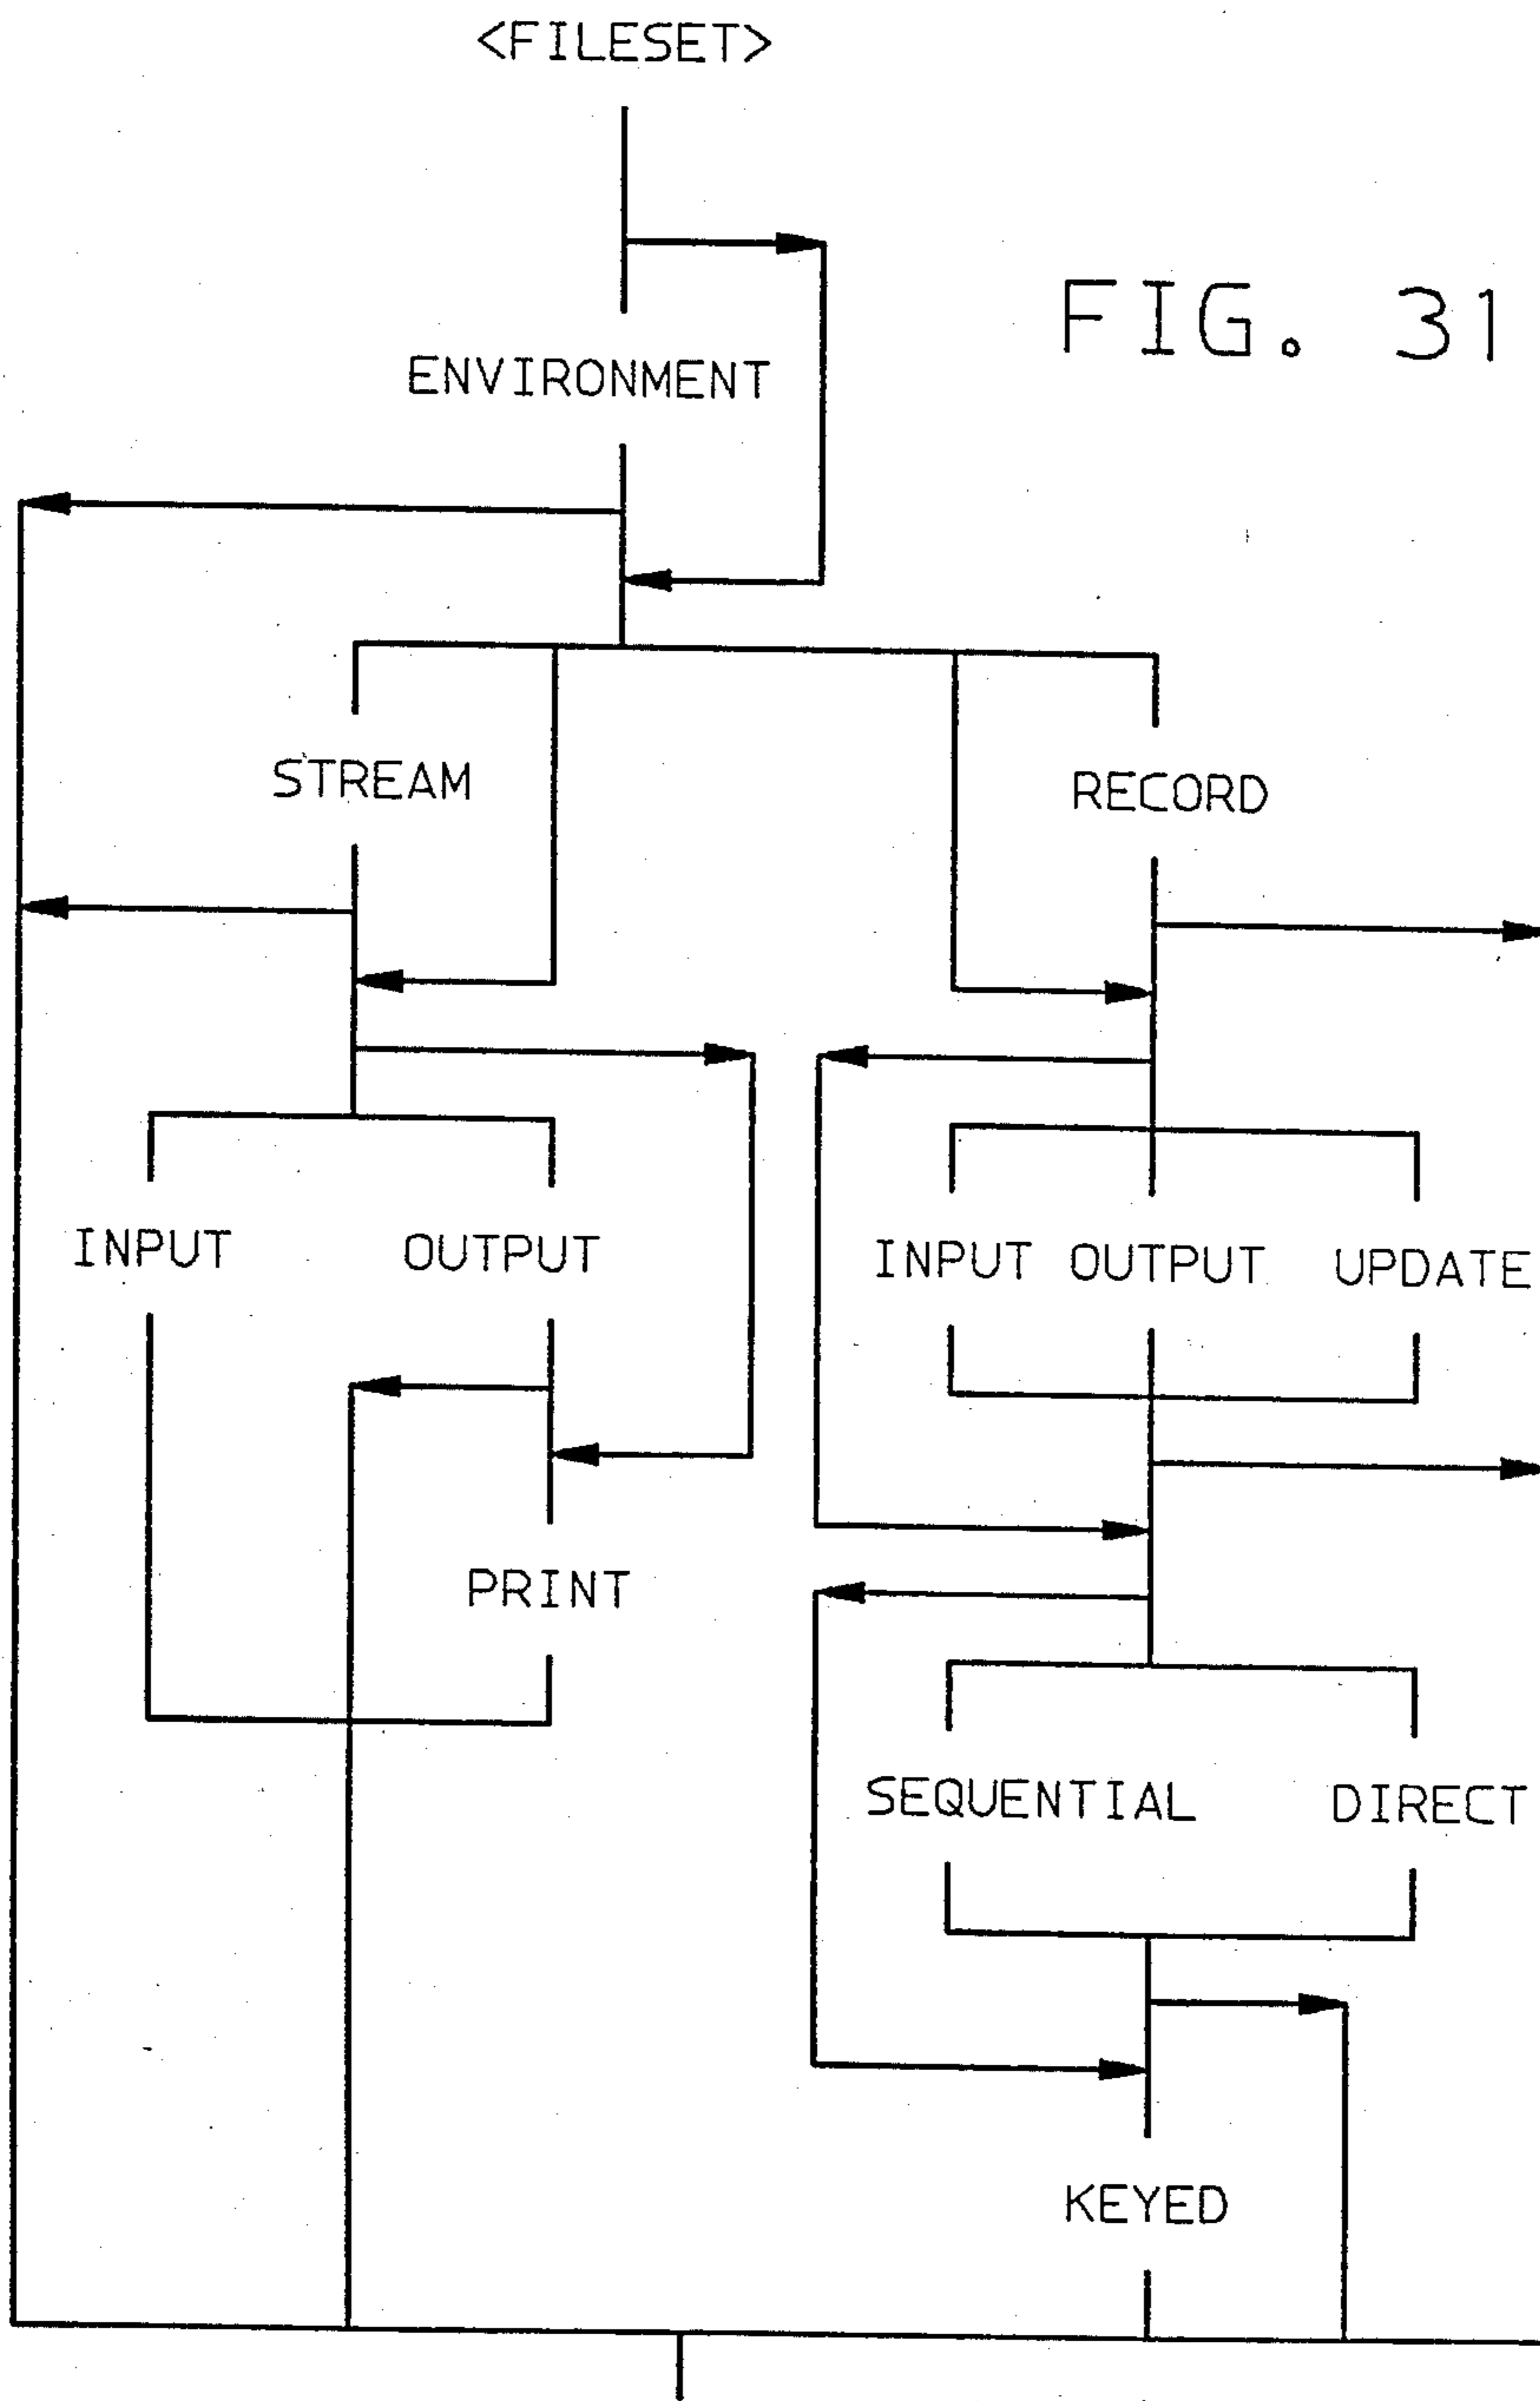 <FILESET>
FIG. 31
ENVIRONMENT
STREAM
RECORD
INPUT OUTPUT
INPUT OUTPUT UPDATE
PRINT
SEQUENTIAL DIRECT
KEYED